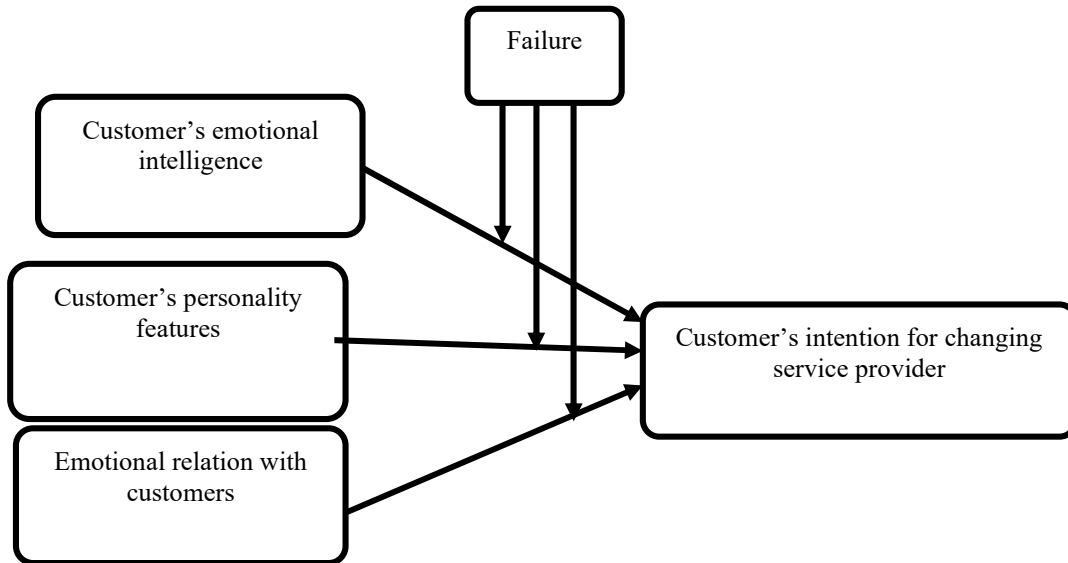 Failure
Customer’s emotional
intelligence
Customer’s personality
features
Customer’s intention for changing
service provider
Emotional relation with
customers